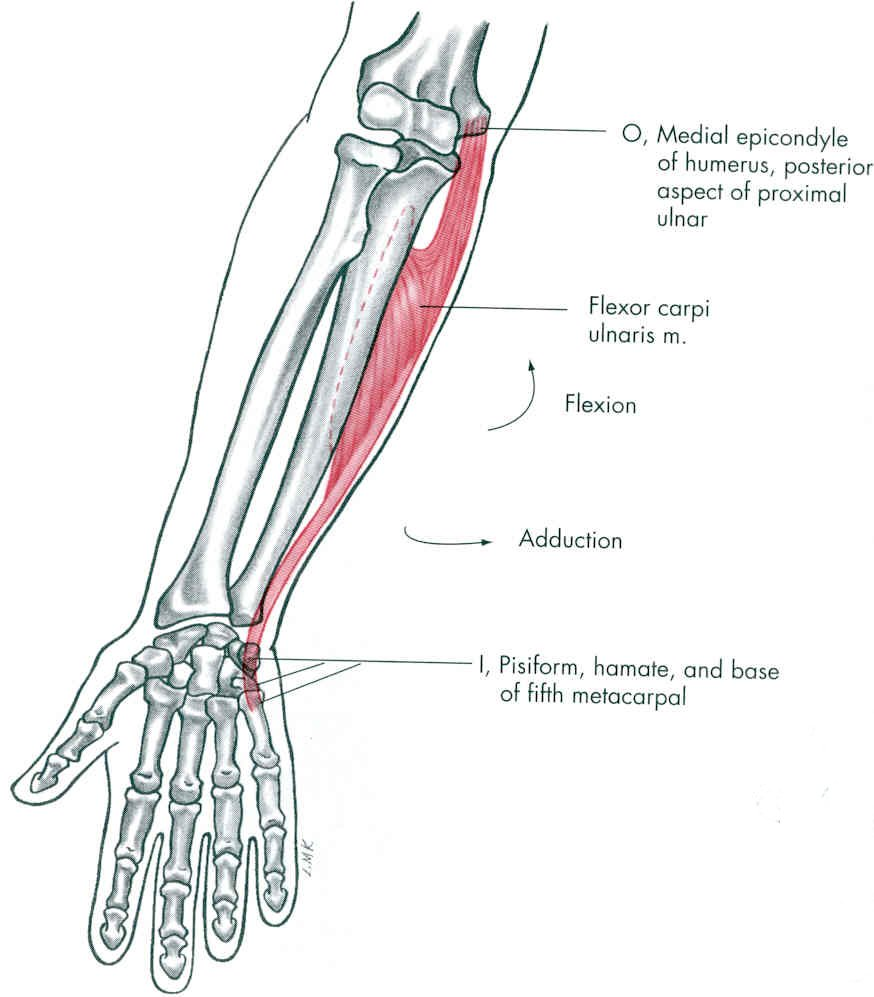 O, Medial epicondyle
of humerus, posterior
aspect of proximal
ulnar
Flexor carpi
ulnaris m.
Flexion
Adduction
I, Pisiform, hamate, and base
of fifth metacarpal
L.MK